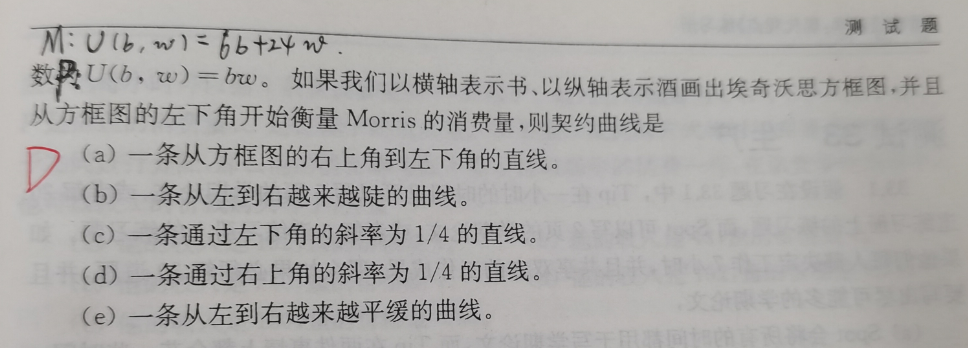 测 试 题
M: U(b, w) = 6b+24w.
数 U(b, w)=bw。 如果我们以横轴表示书、以纵轴表示酒画出埃奇沃思方框图,并且
从方框图的左下角开始衡量 Morris 的消费量,则契约曲线是
D (a) 一条从方框图的右上角到左下角的直线。
(b) 一条从左到右越来越陡的曲线。
(c) 一条通过左下角的斜率为 1/4 的直线。
(d) 一条通过右上角的斜率为 1/4 的直线。
(e) 一条从左到右越来越平缓的曲线。